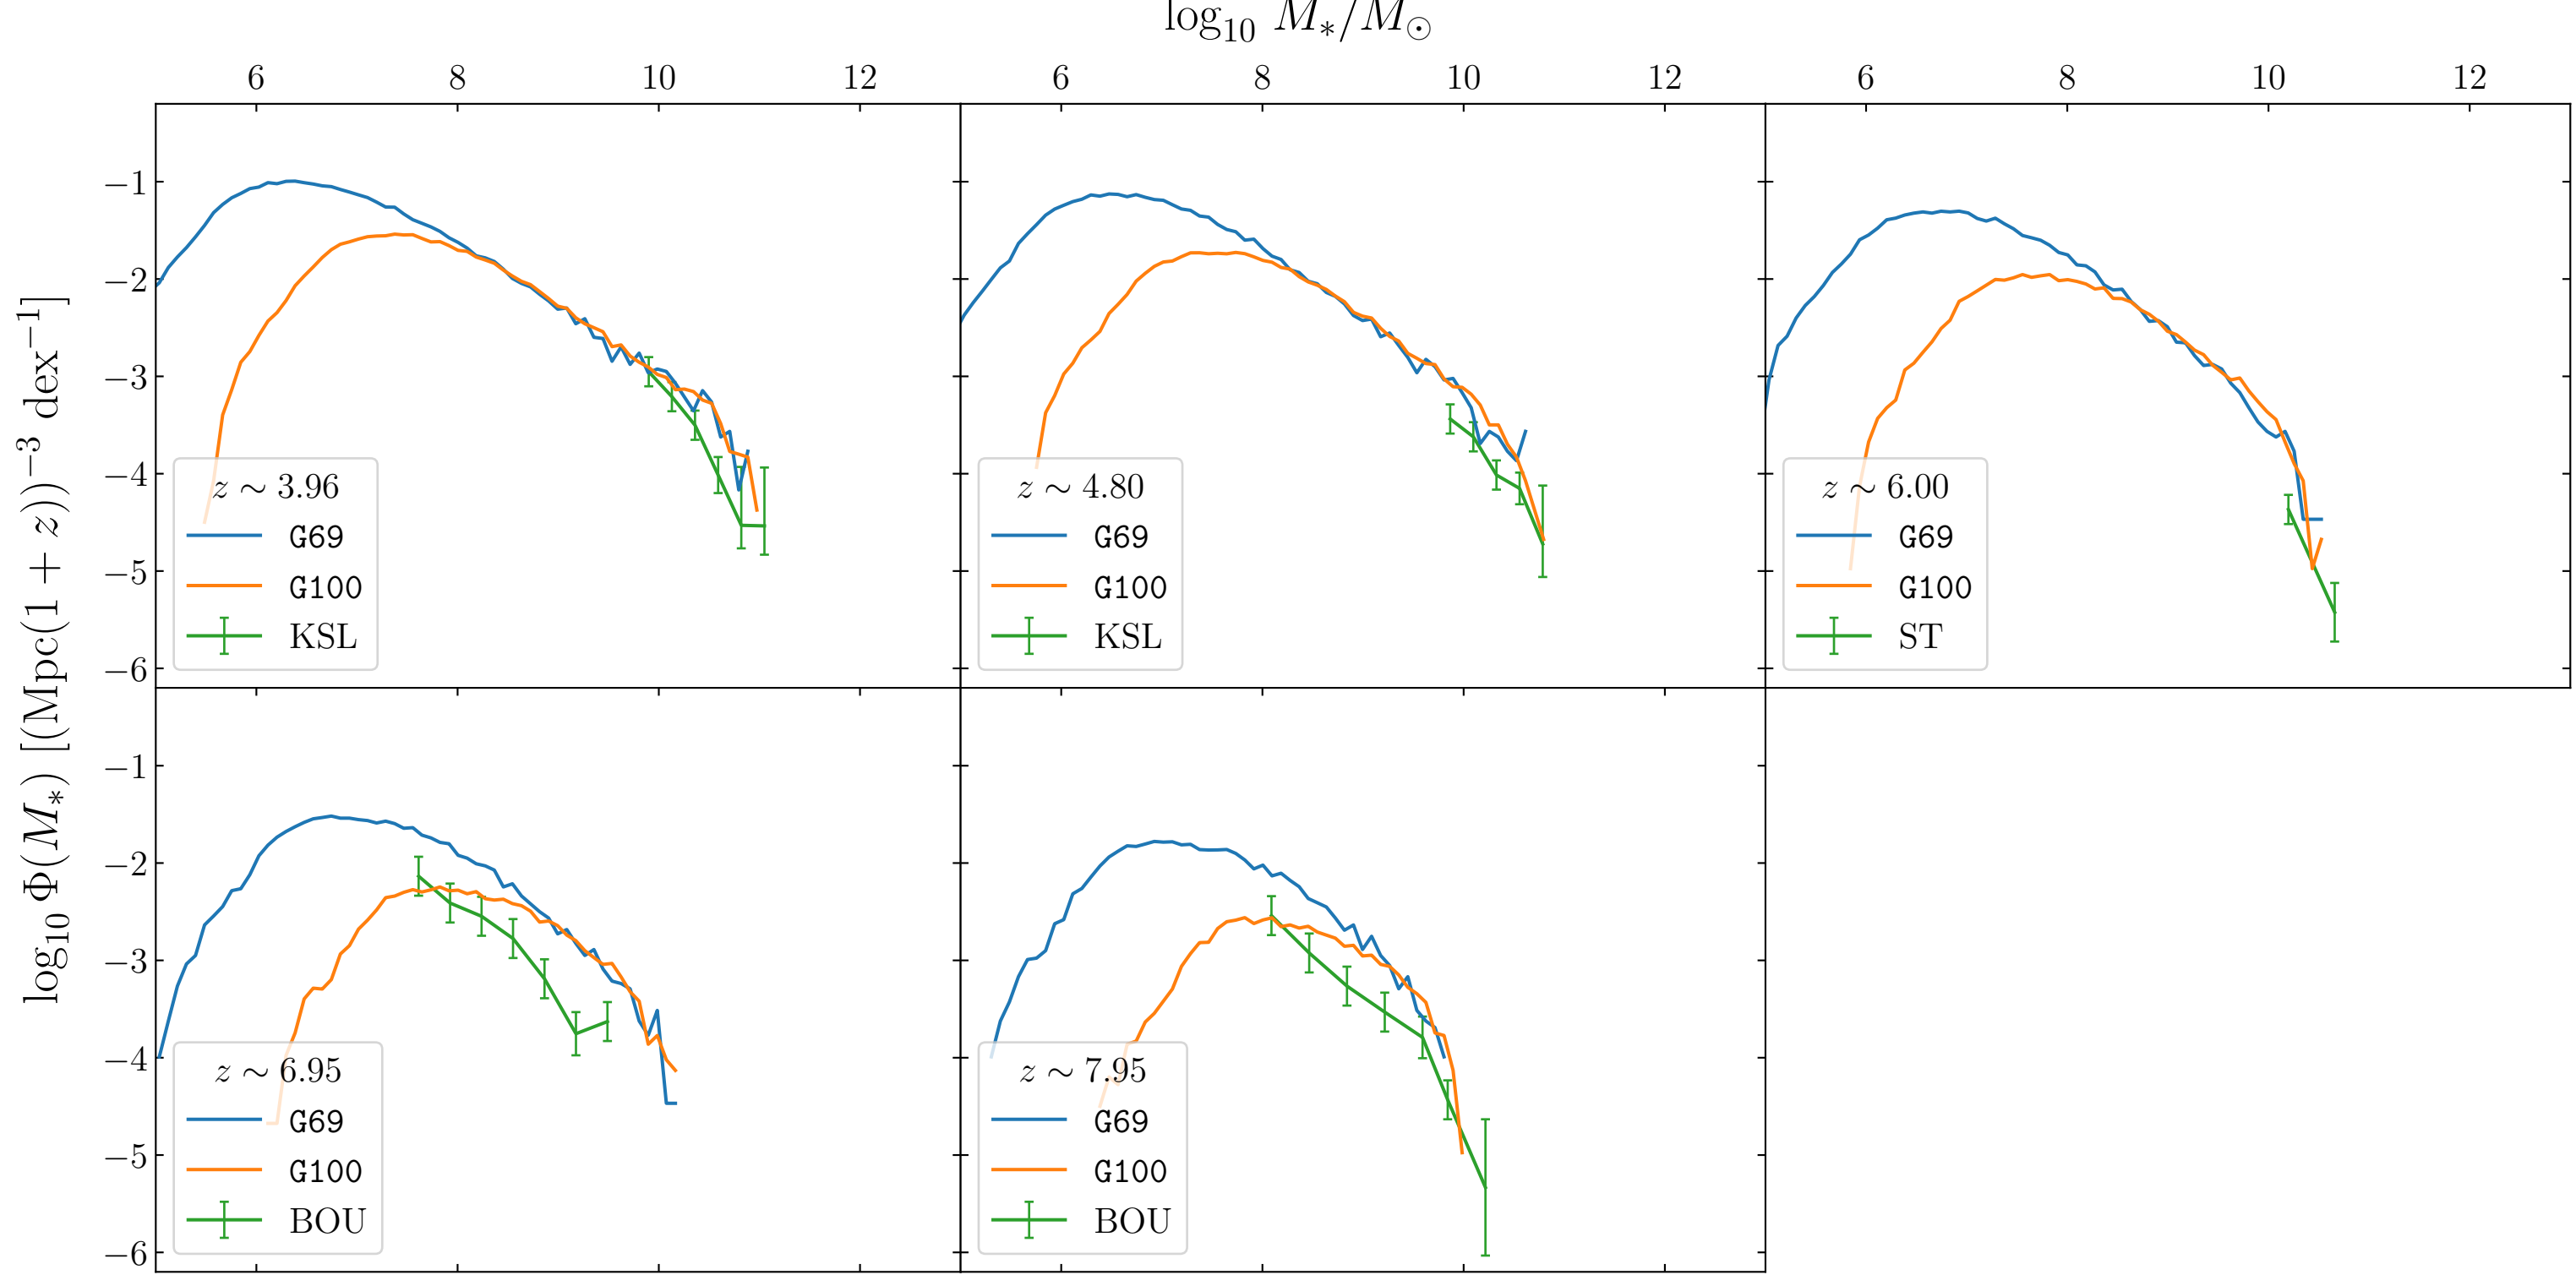 log₁₀ M∗/M⊙
6 8 10 12 6 8 10 12 6 8 10 12
log₁₀ Φ(M∗) [(Mpc(1 + z))⁻³ dex⁻¹]
−1
−2
−3
−4
−5
−6
z ∼ 3.96
G69
G100
KSL
z ∼ 4.80
G69
G100
KSL
z ∼ 6.00
G69
G100
ST
−1
−2
−3
−4
−5
−6
z ∼ 6.95
G69
G100
BOU
z ∼ 7.95
G69
G100
BOU